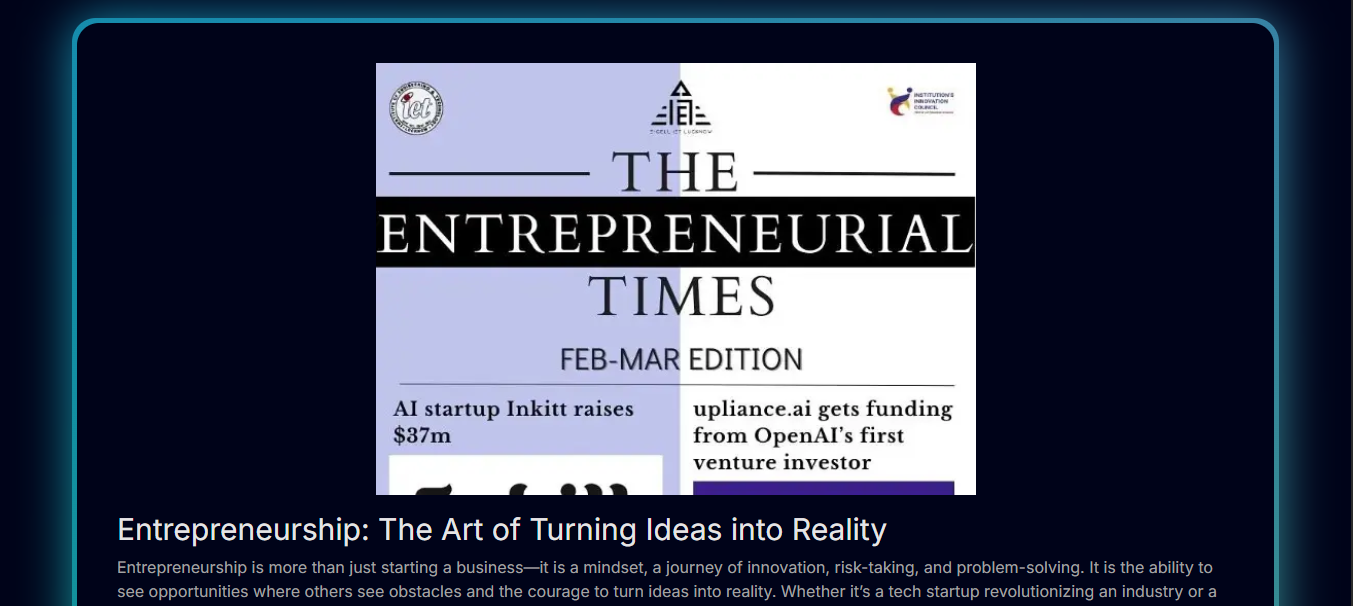 iet
E-CELL IET LUCKNOW
INSTITUTION'S
INNOVATION
COUNCIL
THE
ENTREPRENEURIAL
TIMES
FEB-MAR EDITION
AI startup Inkitt raises
$37m
upliance.ai gets funding
from OpenAI's first
venture investor
Entrepreneurship: The Art of Turning Ideas into Reality
Entrepreneurship is more than just starting a business—it is a mindset, a journey of innovation, risk-taking, and problem-solving. It is the ability to
see opportunities where others see obstacles and the courage to turn ideas into reality. Whether it's a tech startup revolutionizing an industry or a